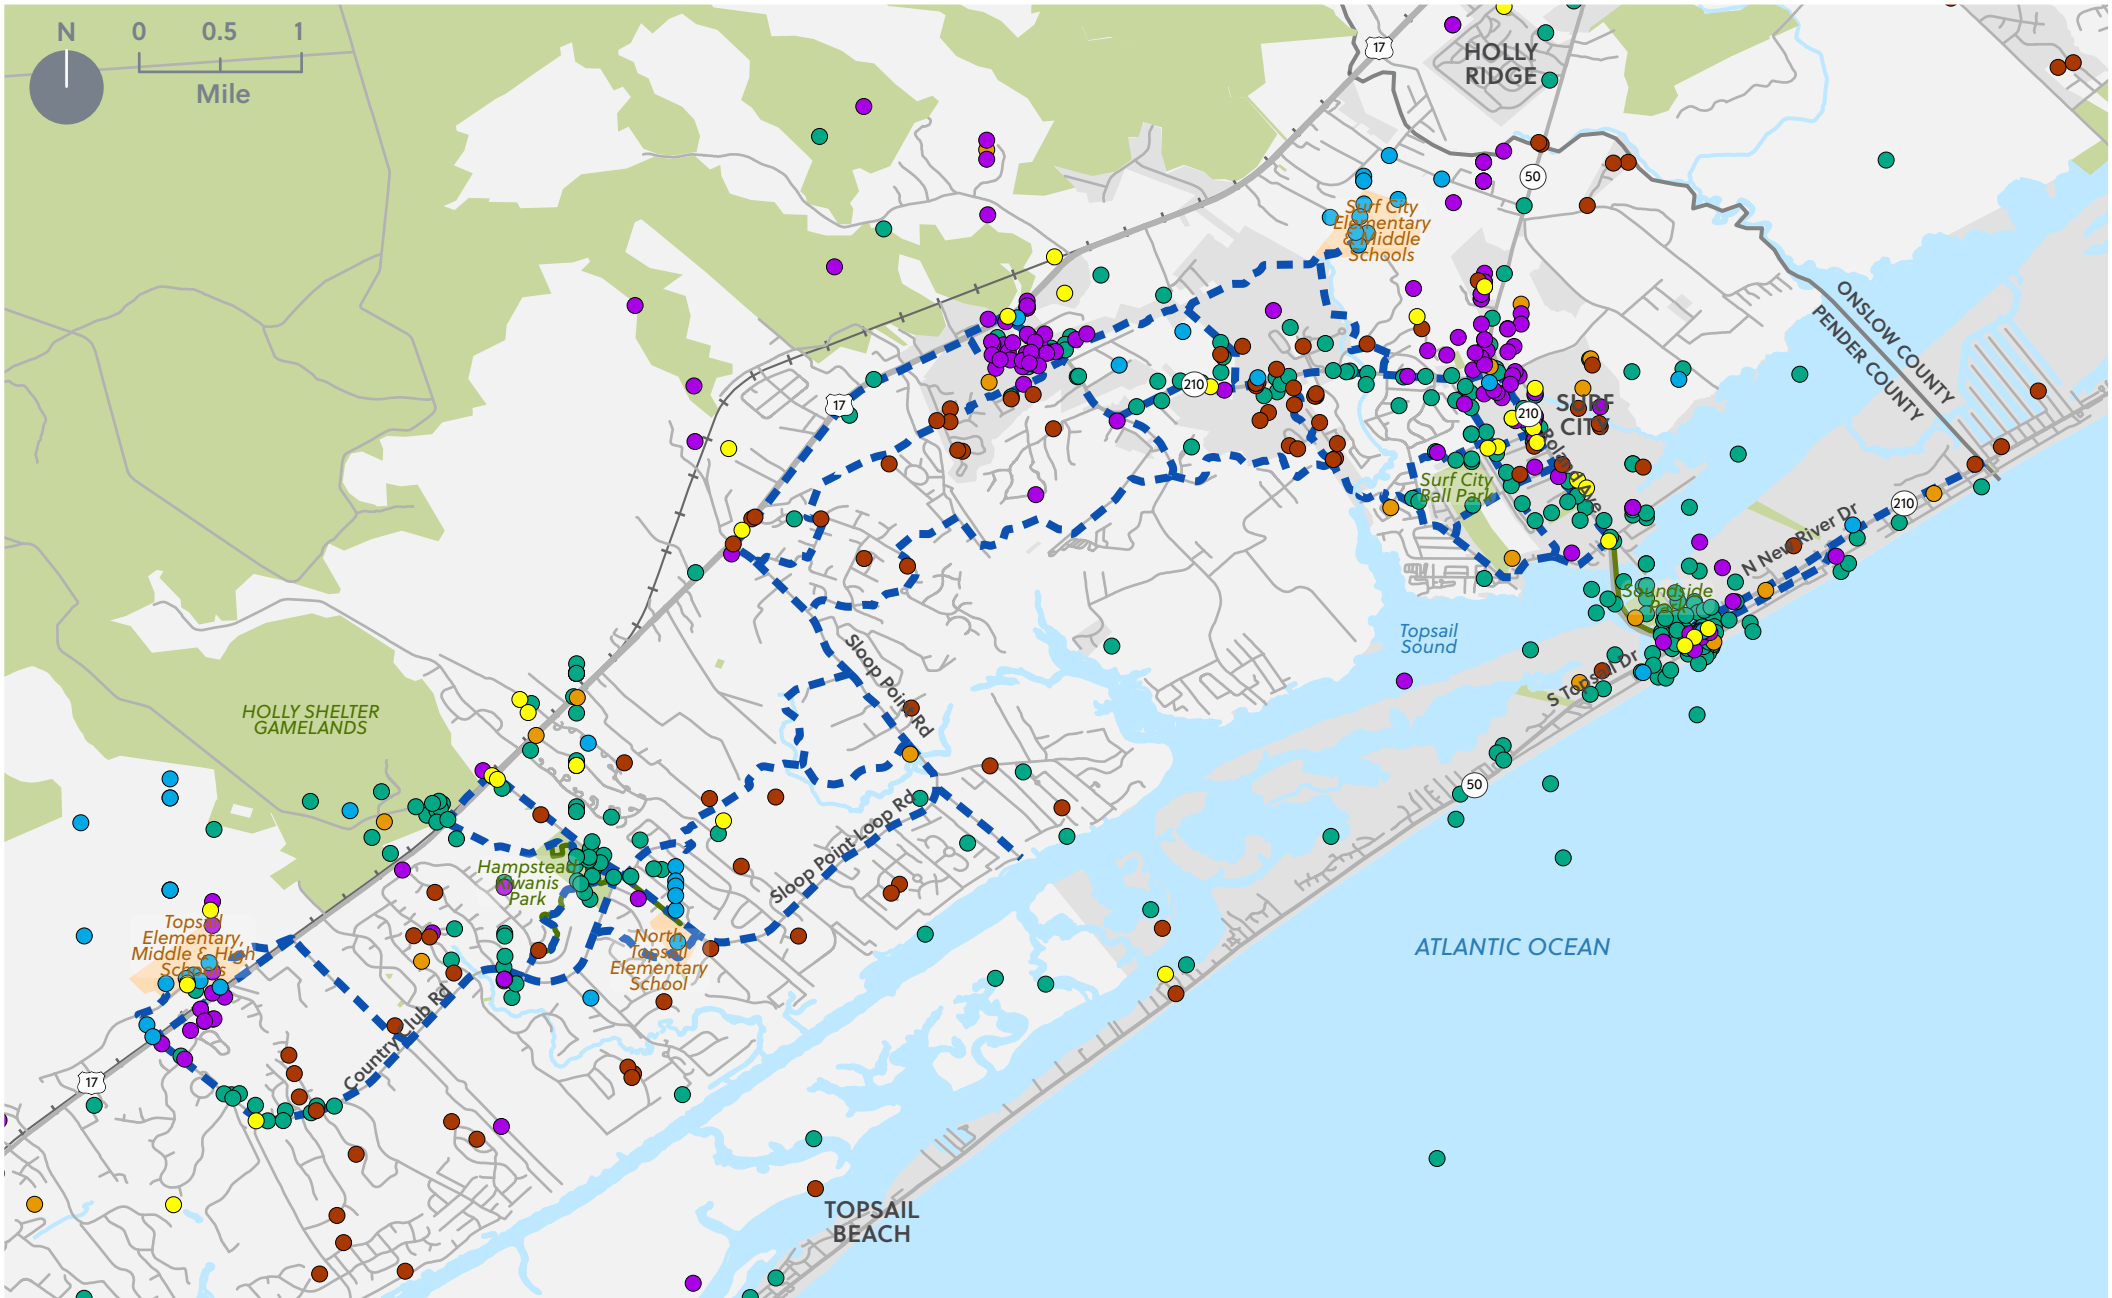 N
0 0.5 1
Mile
17
HOLLY
RIDGE
50
Surf City
Elementary
& Middle
Schools
ONSLOW COUNTY
PENDER COUNTY
210
17
210
SURF
CITY
Roland Ave
Surf City
Ball Park
210
N New River Dr
Soundside
Park
Topsail
Sound
S Topsail Dr
Sloop Point Rd
HOLLY SHELTER
GAMELANDS
50
Sloop Point Loop Rd
Hampstead
Kiwanis
Park
Topsail
Elementary,
Middle & High
Schools
North
Topsail
Elementary
School
ATLANTIC OCEAN
Country Club Rd
17
TOPSAIL
BEACH